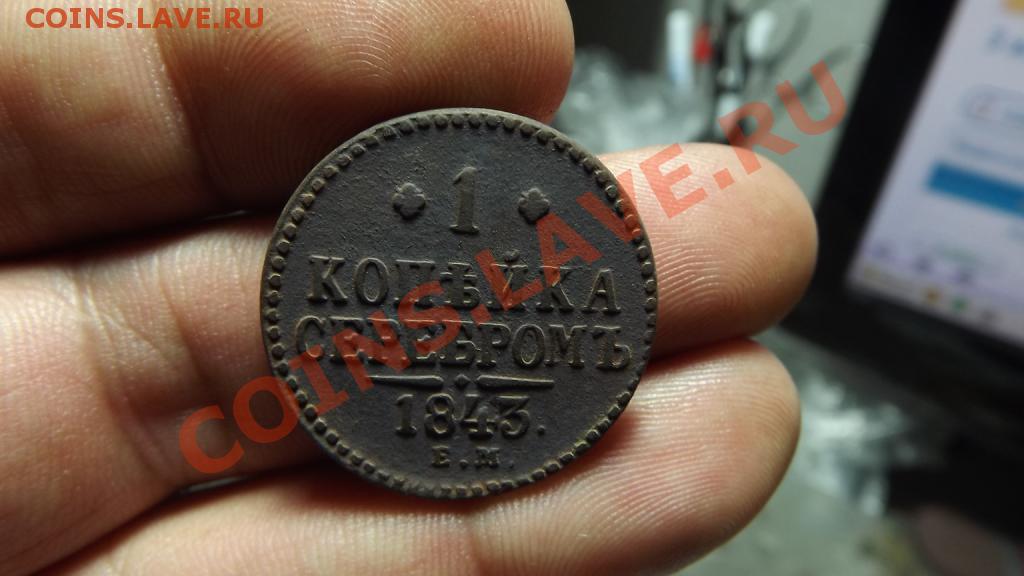 COINS.LAVE.RU
1
КОПѢЙКА
СЕРЕБРОМЪ
1843.
Е.М.
COINS.LAVE.RU